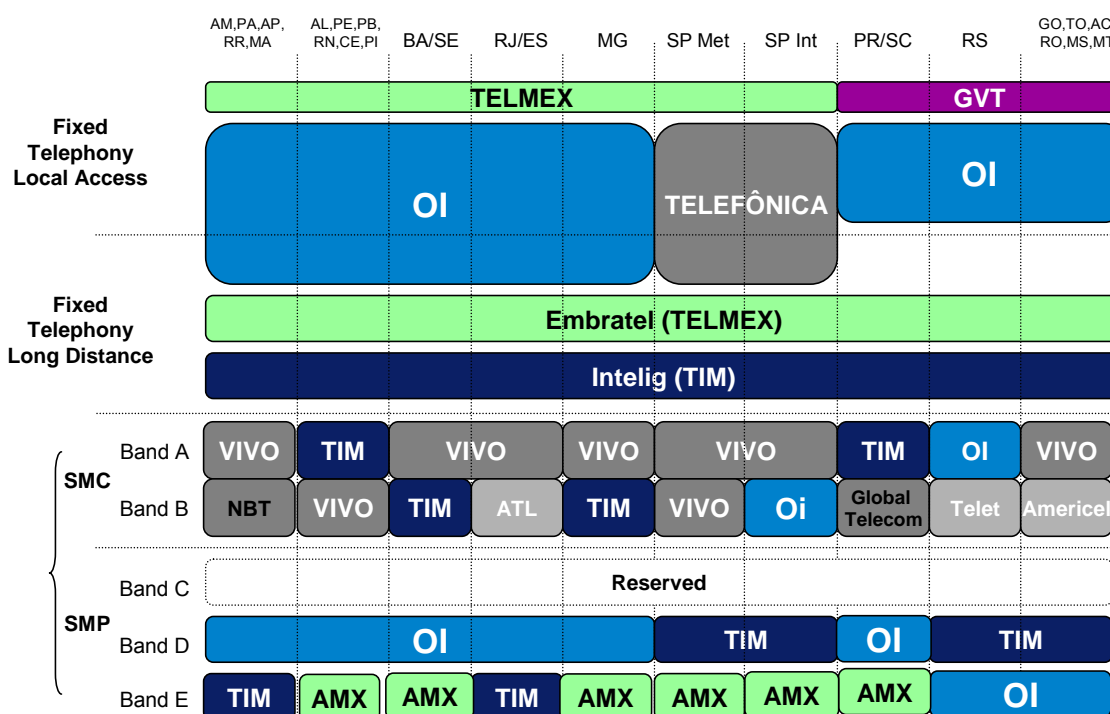 AM,PA,AP, AL,PE,PB, GO,TO,AC
RR,MA RN,CE,PI BA/SE RJ/ES MG SP Met SP Int PR/SC RS RO,MS,MT
TELMEX GVT
Fixed
Telephony
Local Access
OI TELEFÔNICA OI
Fixed
Telephony
Long Distance
Embratel (TELMEX)
Intelig (TIM)
SMC
Band A VIVO TIM VIVO VIVO VIVO TIM OI VIVO
Band B NBT VIVO TIM ATL TIM VIVO Oi Global Telecom Telet Americel
SMP
Band C Reserved
Band D OI TIM OI TIM
Band E TIM AMX AMX TIM AMX AMX AMX AMX OI